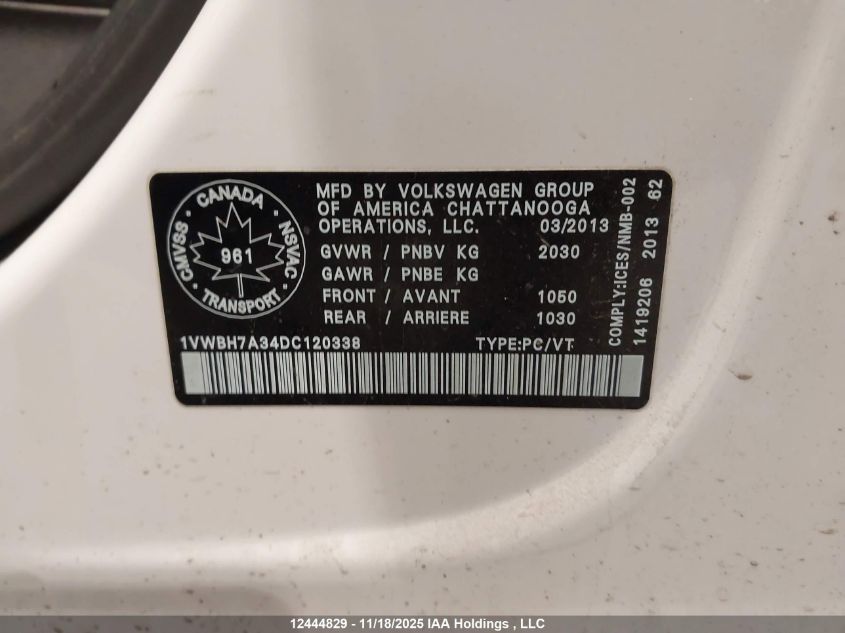 CANADA
CMVSS
NSVAC
961
TRANSPORT
MFD BY VOLKSWAGEN GROUP
OF AMERICA CHATTANOOGA
OPERATIONS, LLC. 03/2013
GVWR / PNBV KG 2030
GAWR / PNBE KG
FRONT / AVANT 1050
REAR / ARRIERE 1030
1VWBH7A34DC120338 TYPE:PC/VT
COMPLY:ICES/NMB-002
1419206 2013 62
12444829 - 11/18/2025 IAA Holdings , LLC